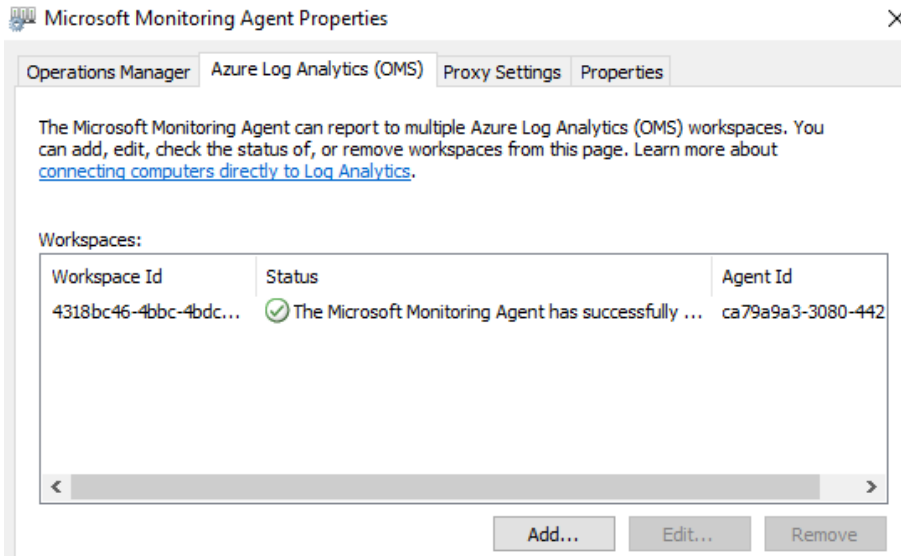 Microsoft Monitoring Agent Properties
Operations Manager Azure Log Analytics (OMS) Proxy Settings Properties
The Microsoft Monitoring Agent can report to multiple Azure Log Analytics (OMS) workspaces. You
can add, edit, check the status of, or remove workspaces from this page. Learn more about
connecting computers directly to Log Analytics.
Workspaces:
Workspace Id Status Agent Id
4318bc46-4bbc-4bdc... The Microsoft Monitoring Agent has successfully ... ca79a9a3-3080-442
Add... Edit... Remove